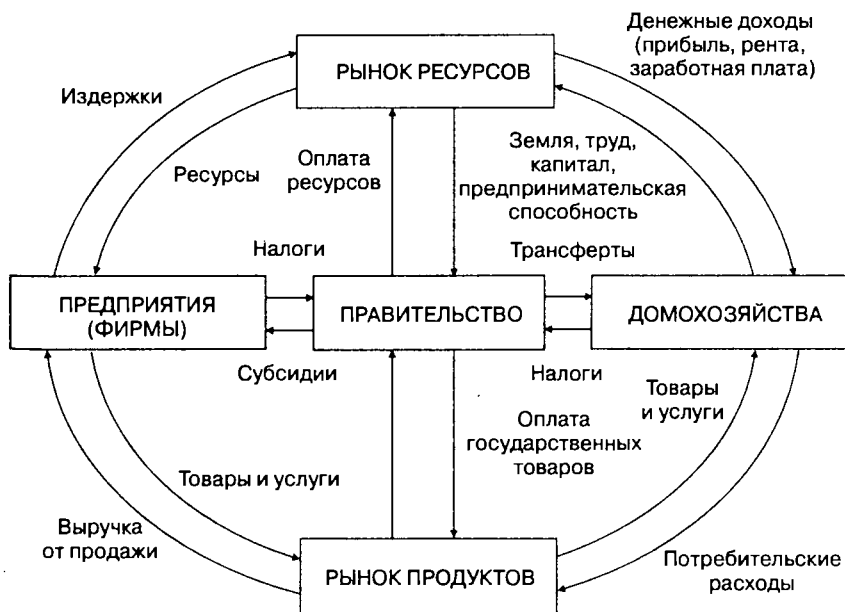 Денежные доходы
(прибыль, рента,
заработная плата)
РЫНОК РЕСУРСОВ
Издержки
Ресурсы
Оплата
ресурсов
Земля, труд,
капитал,
предпринимательская
способность
Налоги
Трансферты
ПРЕДПРИЯТИЯ
(ФИРМЫ)
ПРАВИТЕЛЬСТВО
ДОМОХОЗЯЙСТВА
Субсидии
Налоги
Товары
и услуги
Оплата
государственных
товаров
Товары и услуги
Выручка
от продажи
РЫНОК ПРОДУКТОВ
Потребительские
расходы